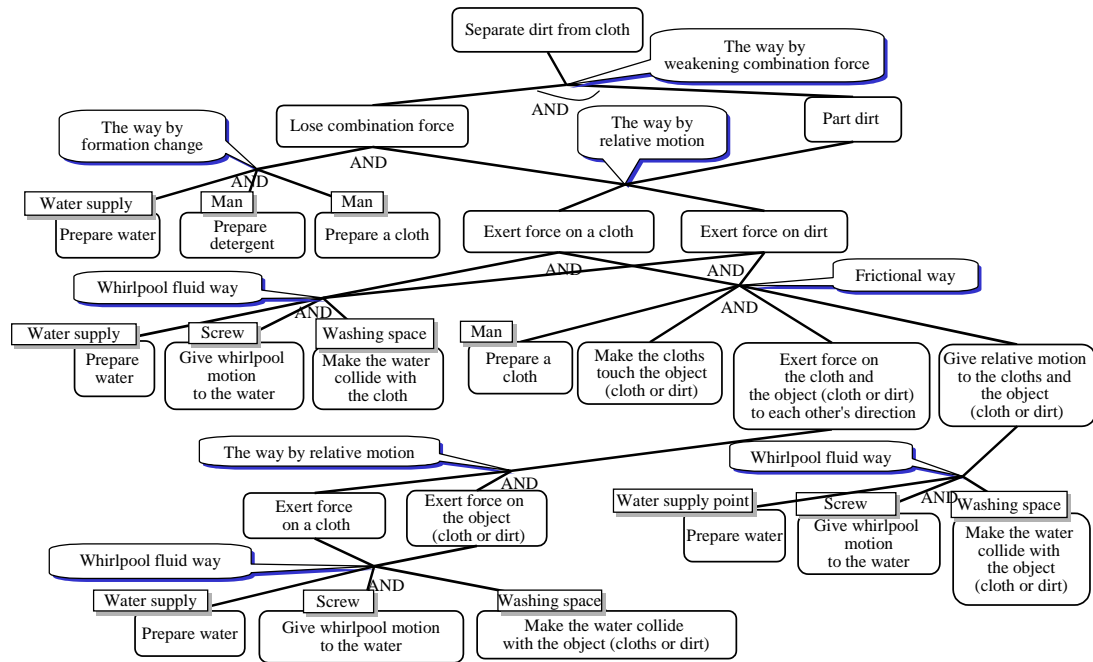 Separate dirt from cloth
The way by
weakening combination force
AND
Lose combination force
The way by
relative motion
Part dirt
The way by
formation change
AND
AND
AND
Water supply
Prepare water
Man
Prepare
detergent
Man
Prepare a cloth
Exert force on a cloth
Exert force on dirt
AND
AND
Whirlpool fluid way
Frictional way
AND
AND
Water supply
Prepare
water
Screw
Give whirlpool
motion
to the water
Washing space
Make the water
collide with
the cloth
Man
Prepare a
cloth
Make the cloths
touch the object
(cloth or dirt)
Exert force on
the cloth and
the object (cloth or dirt)
to each other's direction
Give relative motion
to the cloths and
the object
(cloth or dirt)
The way by relative motion
AND
Whirlpool fluid way
AND
Exert force
on a cloth
Exert force on
the object
(cloth or dirt)
Water supply point
Prepare water
Screw
Give whirlpool
motion
to the water
Washing space
Make the water
collide with
the object
(cloth or dirt)
Whirlpool fluid way
AND
Water supply
Prepare water
Screw
Give whirlpool motion
to the water
Washing space
Make the water collide
with the object (cloths or dirt)